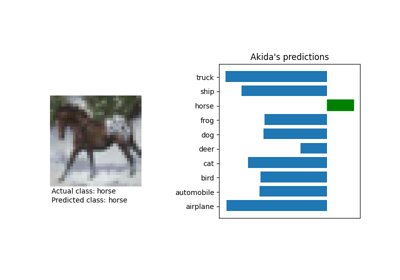 Akida's predictions
truck
ship
horse
frog
dog
deer
cat
bird
automobile
airplane
Actual class: horse
Predicted class: horse